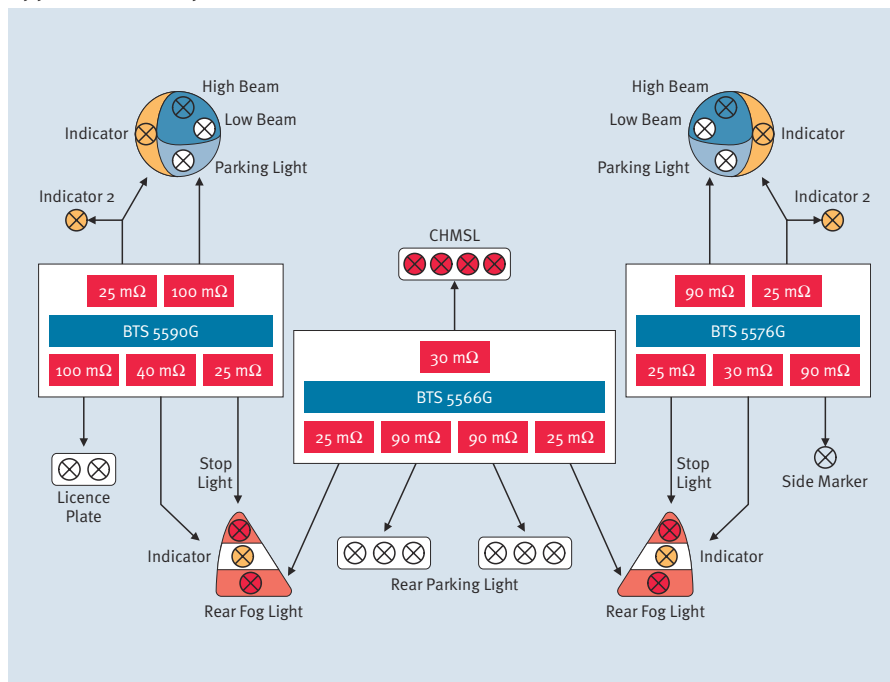 High Beam
Low Beam
Indicator
Parking Light
Indicator 2
High Beam
Low Beam
Indicator
Parking Light
Indicator 2
CHMSL
25 mΩ 100 mΩ
BTS 5590G
100 mΩ 40 mΩ 25 mΩ
30 mΩ
BTS 5566G
25 mΩ 90 mΩ 90 mΩ 25 mΩ
90 mΩ 25 mΩ
BTS 5576G
25 mΩ 30 mΩ 90 mΩ
Licence
Plate
Stop
Light
Indicator
Rear Fog Light
Rear Parking Light
Stop
Light
Side Marker
Indicator
Rear Fog Light